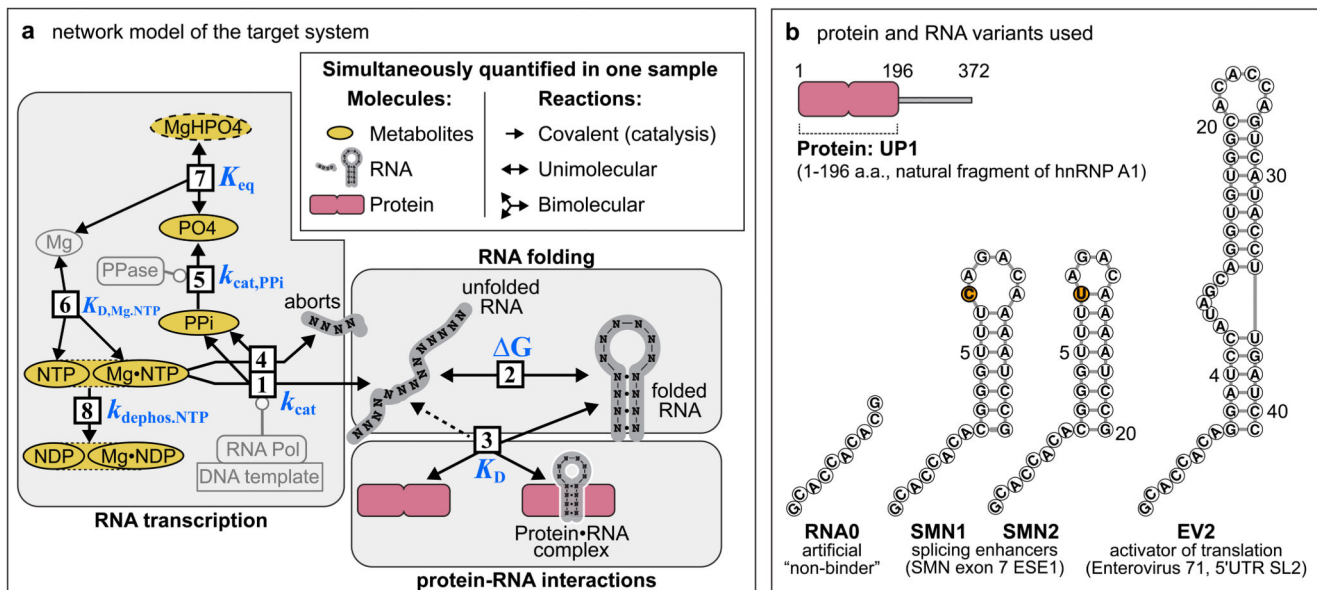 a network model of the target system
Simultaneously quantified in one sample
Molecules:
Reactions:
Metabolites
Covalent (catalysis)
RNA
Unimolecular
Protein
Bimolecular
MgHPO4
7
Keq
Mg
PO4
PPase
5
kcat,PPi
6
KD,Mg.NTP
PPi
aborts
NNNN
4
NTP
Mg•NTP
1
kcat
8
kdephos.NTP
RNA Pol
NDP
Mg•NDP
DNA template
RNA transcription
RNA folding
unfolded
RNA
ΔG
2
folded
RNA
3
KD
Protein•RNA
complex
protein-RNA interactions
b protein and RNA variants used
1
196
372
Protein: UP1
(1-196 a.a., natural fragment of hnRNP A1)
20
30
5
5
4
20
40
GCACCACACG
RNA0
artificial
"non-binder"
SMN1
SMN2
splicing enhancers
(SMN exon 7 ESE1)
EV2
activator of translation
(Enterovirus 71, 5'UTR SL2)